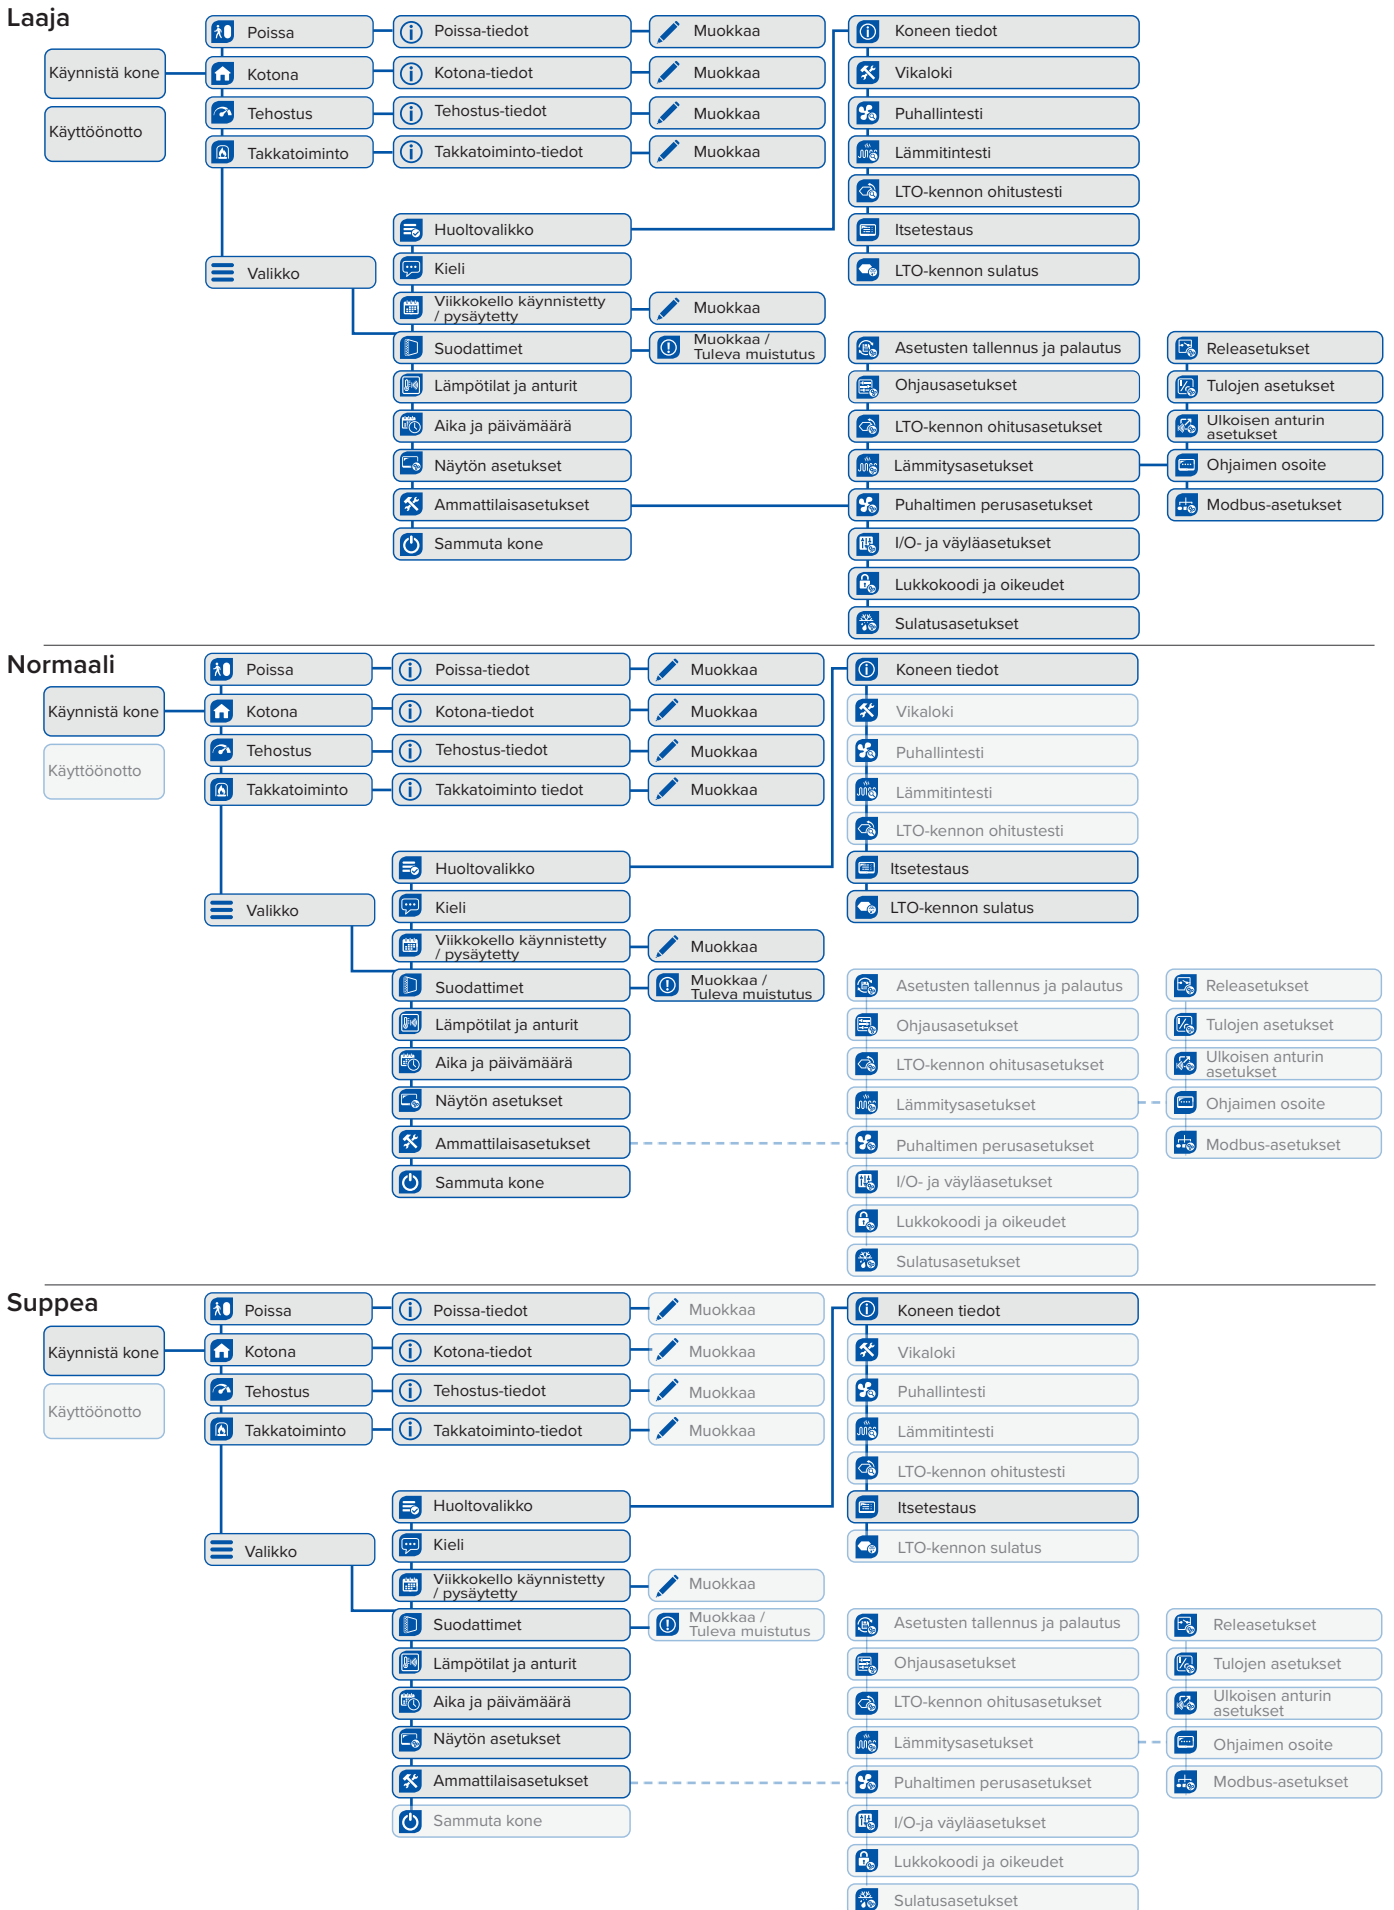 Laaja
Käynnistä kone
Käyttöönotto
Poissa
Poissa-tiedot
Muokkaa
Kotona
Kotona-tiedot
Muokkaa
Tehostus
Tehostus-tiedot
Muokkaa
Takkatoiminto
Takkatoiminto-tiedot
Muokkaa
Valikko
Huoltovalikko
Kieli
Viikkokello käynnistetty
/ pysäytetty
Muokkaa
Suodattimet
Muokkaa /
Tuleva muistutus
Lämpötilat ja anturit
Aika ja päivämäärä
Näytön asetukset
Ammattilaisasetukset
Sammuta kone
Koneen tiedot
Vikaloki
Puhallintesti
Lämmitintesti
LTO-kennon ohitustesti
Itsetestaus
LTO-kennon sulatus
Asetusten tallennus ja palautus
Ohjausasetukset
LTO-kennon ohitusasetukset
Lämmitysasetukset
Puhaltimen perusasetukset
I/O- ja väyläasetukset
Lukkokoodi ja oikeudet
Sulatusasetukset
Releasetukset
Tulojen asetukset
Ulkoisen anturin
asetukset
Ohjaimen osoite
Modbus-asetukset
Normaali
Käynnistä kone
Käyttöönotto
Poissa
Poissa-tiedot
Muokkaa
Kotona
Kotona-tiedot
Muokkaa
Tehostus
Tehostus-tiedot
Muokkaa
Takkatoiminto
Takkatoiminto tiedot
Muokkaa
Valikko
Huoltovalikko
Kieli
Viikkokello käynnistetty
/ pysäytetty
Muokkaa
Suodattimet
Muokkaa /
Tuleva muistutus
Lämpötilat ja anturit
Aika ja päivämäärä
Näytön asetukset
Ammattilaisasetukset
Sammuta kone
Koneen tiedot
Vikaloki
Puhallintesti
Lämmitintesti
LTO-kennon ohitustesti
Itsetestaus
LTO-kennon sulatus
Asetusten tallennus ja palautus
Ohjausasetukset
LTO-kennon ohitusasetukset
Lämmitysasetukset
Puhaltimen perusasetukset
I/O- ja väyläasetukset
Lukkokoodi ja oikeudet
Sulatusasetukset
Releasetukset
Tulojen asetukset
Ulkoisen anturin
asetukset
Ohjaimen osoite
Modbus-asetukset
Suppea
Käynnistä kone
Käyttöönotto
Poissa
Poissa-tiedot
Muokkaa
Kotona
Kotona-tiedot
Muokkaa
Tehostus
Tehostus-tiedot
Muokkaa
Takkatoiminto
Takkatoiminto-tiedot
Muokkaa
Valikko
Huoltovalikko
Kieli
Viikkokello käynnistetty
/ pysäytetty
Muokkaa
Suodattimet
Muokkaa /
Tuleva muistutus
Lämpötilat ja anturit
Aika ja päivämäärä
Näytön asetukset
Ammattilaisasetukset
Sammuta kone
Koneen tiedot
Vikaloki
Puhallintesti
Lämmitintesti
LTO-kennon ohitustesti
Itsetestaus
LTO-kennon sulatus
Asetusten tallennus ja palautus
Ohjausasetukset
LTO-kennon ohitusasetukset
Lämmitysasetukset
Puhaltimen perusasetukset
I/O-ja väyläasetukset
Lukkokoodi ja oikeudet
Sulatusasetukset
Releasetukset
Tulojen asetukset
Ulkoisen anturin
asetukset
Ohjaimen osoite
Modbus-asetukset